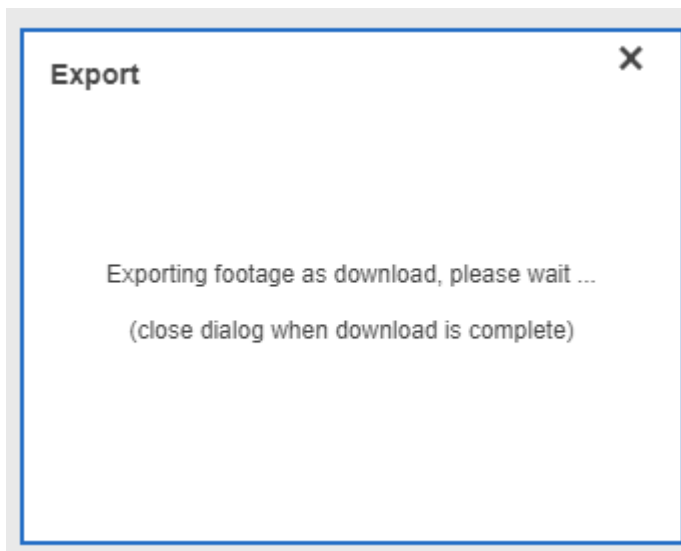 Export
Exporting footage as download, please wait ...
(close dialog when download is complete)